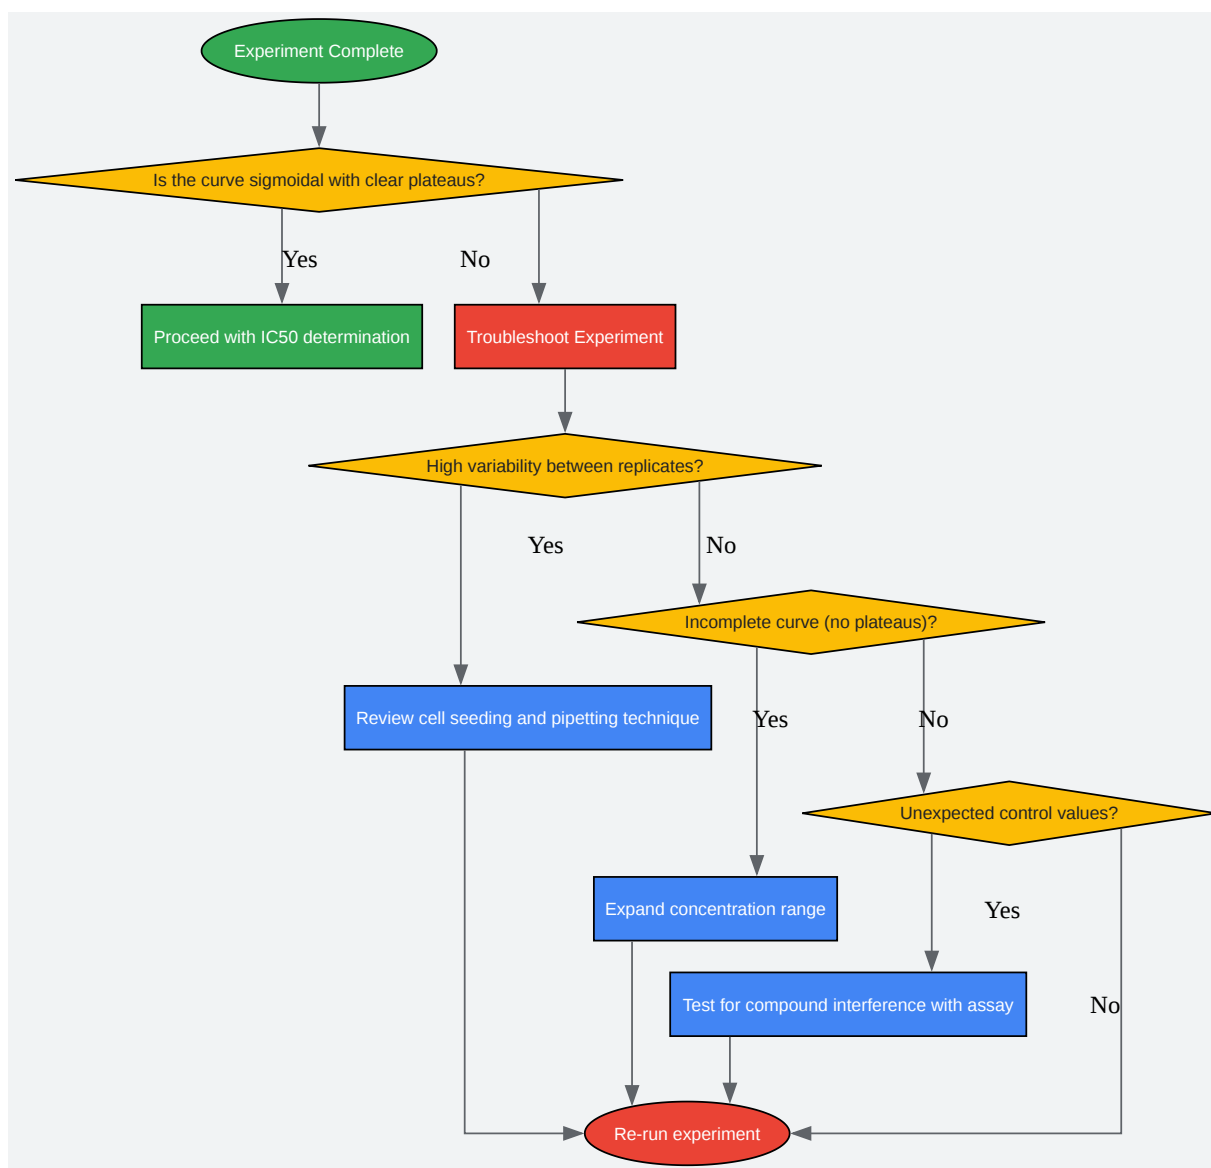 Experiment Complete
Is the curve sigmoidal with clear plateaus?
Yes
No
Proceed with IC50 determination
Troubleshoot Experiment
High variability between replicates?
Yes
No
Incomplete curve (no plateaus)?
Review cell seeding and pipetting technique
Yes
No
Unexpected control values?
Expand concentration range
Yes
Test for compound interference with assay
No
Re-run experiment